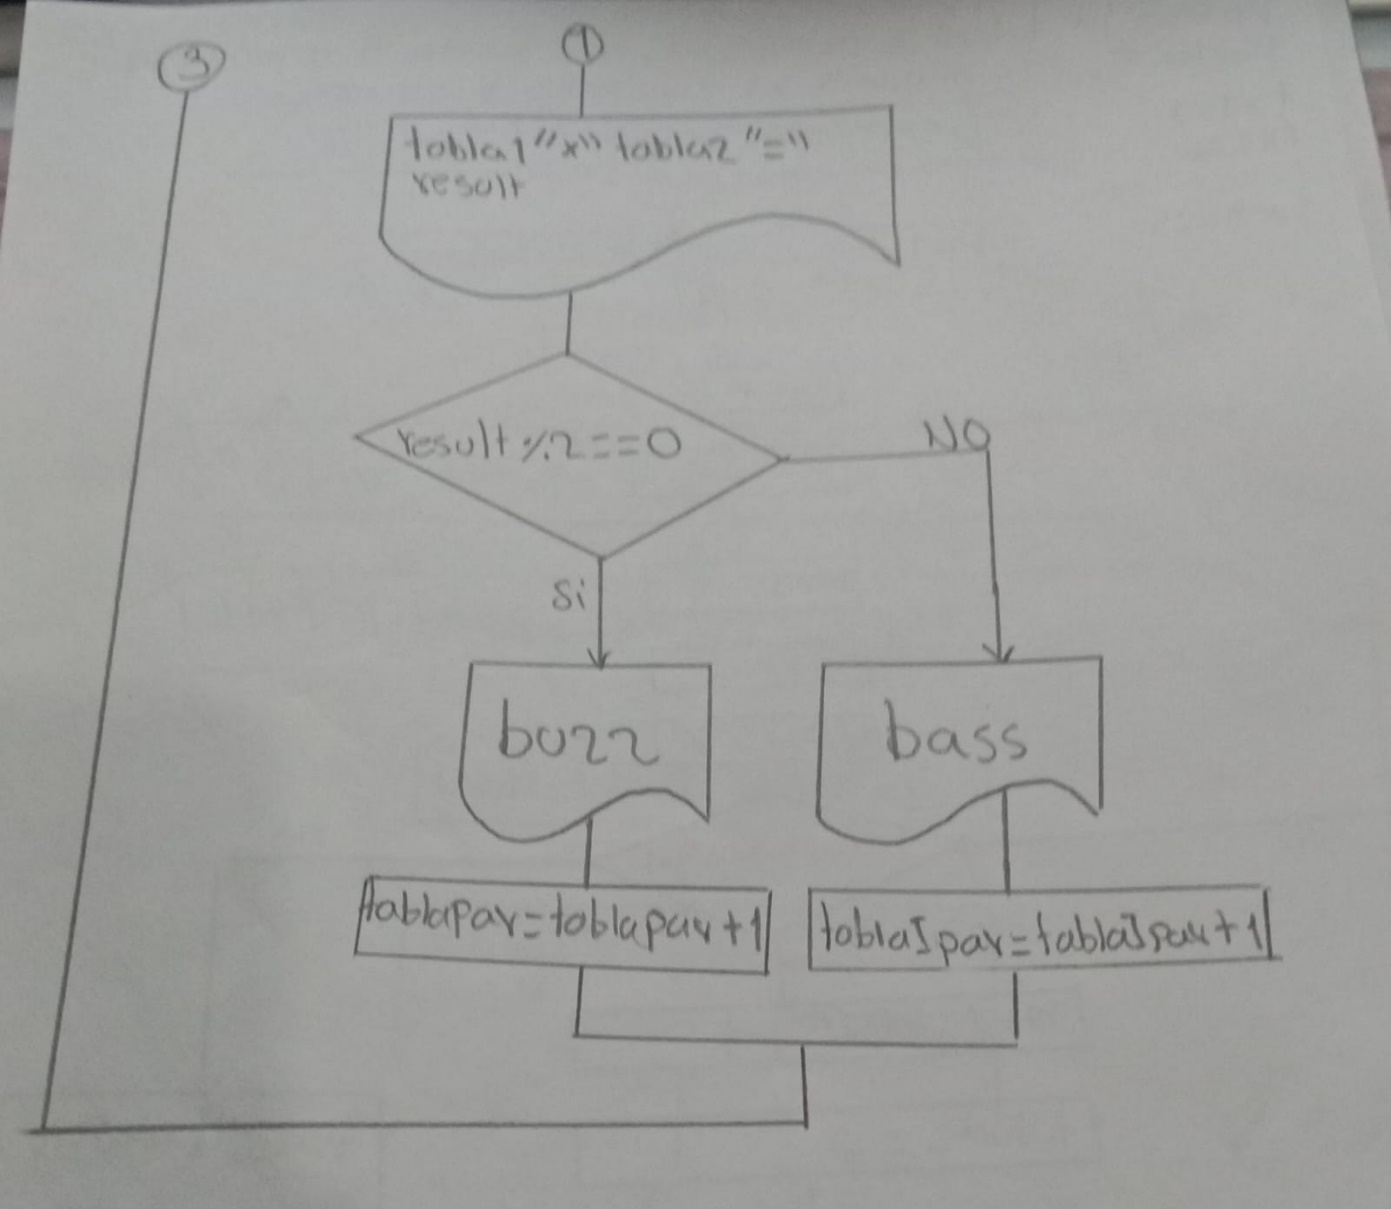 3
1
tabla1 "x" tabla2 "="
result
result %2==0
NO
Si
buzz
bass
tablapar=tablapar+1
tablaIpar=tablaIpar+1